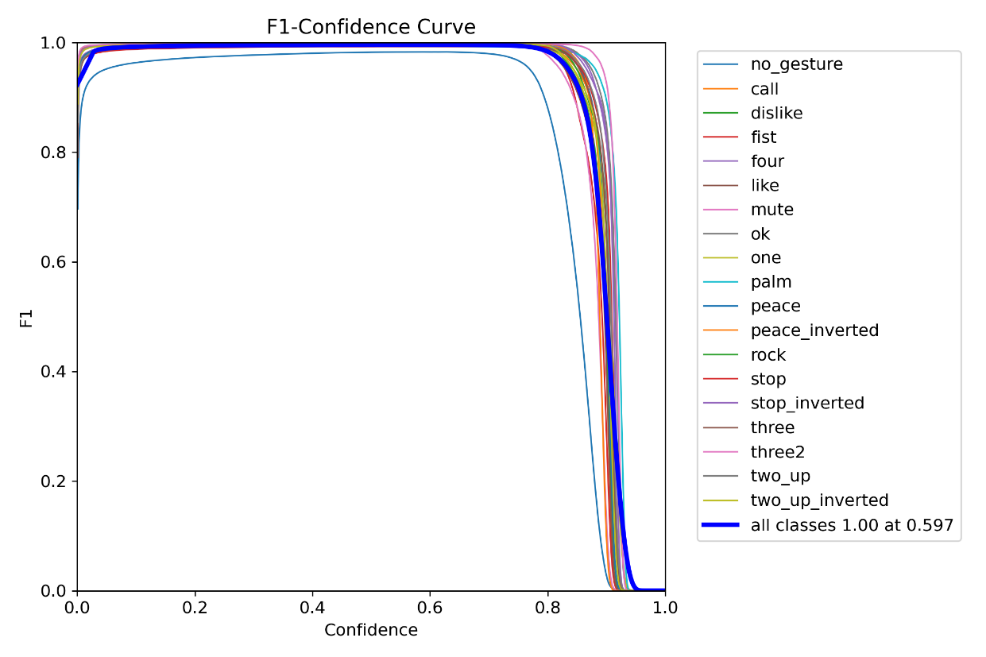 F1-Confidence Curve
1.0
0.8
0.6
0.4
0.2
0.0
F1
0.0 0.2 0.4 0.6 0.8 1.0
Confidence
no_gesture
call
dislike
fist
four
like
mute
ok
one
palm
peace
peace_inverted
rock
stop
stop_inverted
three
three2
two_up
two_up_inverted
all classes 1.00 at 0.597